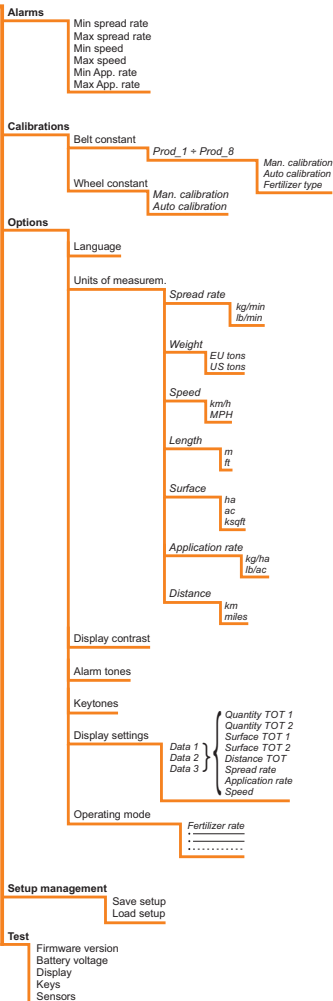 Alarms
Min spread rate
Max spread rate
Min speed
Max speed
Min App. rate
Max App. rate
Calibrations
Belt constant
Prod_1 ÷ Prod_8
Man. calibration
Auto calibration
Fertilizer type
Wheel constant
Man. calibration
Auto calibration
Options
Language
Units of measurem.
Spread rate
kg/min
lb/min
Weight
EU tons
US tons
Speed
km/h
MPH
Length
m
ft
Surface
ha
ac
ksqft
Application rate
kg/ha
lb/ac
Distance
km
miles
Display contrast
Alarm tones
Keytones
Display settings
Data 1
Data 2
Data 3
Quantity TOT 1
Quantity TOT 2
Surface TOT 1
Surface TOT 2
Distance TOT
Spread rate
Application rate
Speed
Operating mode
Fertilizer rate
Setup management
Save setup
Load setup
Test
Firmware version
Battery voltage
Display
Keys
Sensors